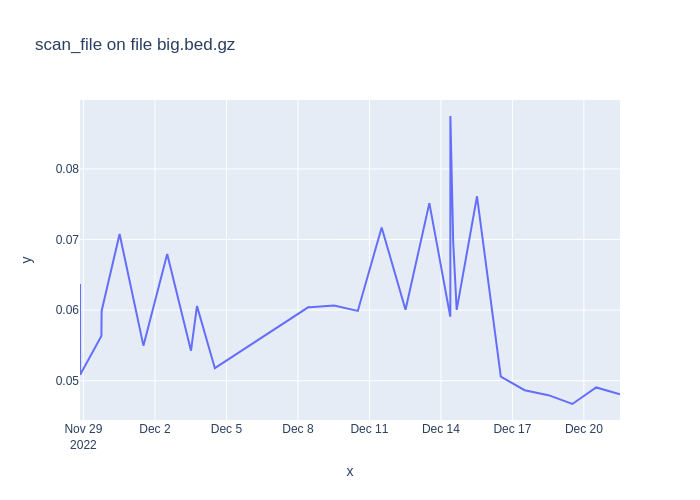 scan_file on file big.bed.gz
y
0.08
0.07
0.06
0.05
Nov 29 Dec 2 Dec 5 Dec 8 Dec 11 Dec 14 Dec 17 Dec 20
2022
x